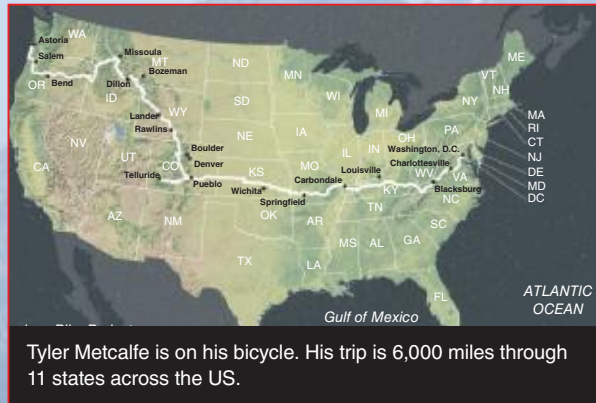 WA
Astoria
Salem
OR
Bend
Missoula
MT
Bozeman
Dillon
ID
ND
MN
SD
WI
MI
ME
VT
NH
NY
MA
RI
CT
NJ
DE
MD
DC
Lander
Rawlins
WY
NE
IA
IL
IN
OH
PA
Washington, D.C.
Charlottesville
NV
CA
UT
Boulder
Denver
CO
Telluride
Pueblo
KS
Wichita
MO
Springfield
Carbondale
Louisville
KY
WV
VA
Blacksburg
NC
TN
SC
AZ
NM
OK
AR
TX
LA
MS
AL
GA
FL
Gulf of Mexico
ATLANTIC
OCEAN
Tyler Metcalfe is on his bicycle. His trip is 6,000 miles through
11 states across the US.